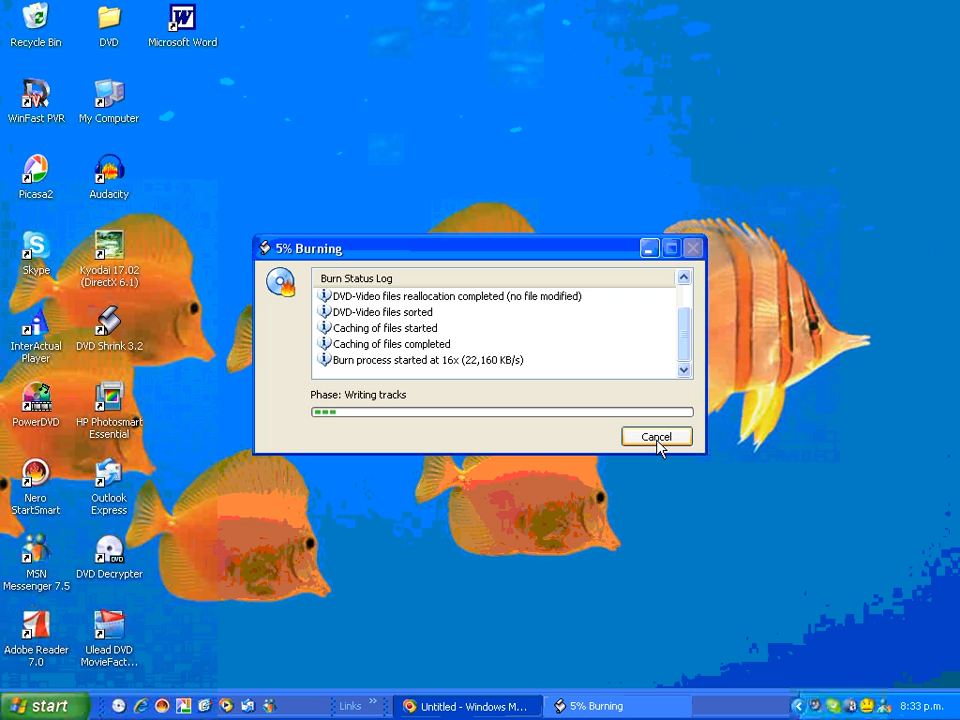 Recycle Bin
DVD
Microsoft Word
WinFast PVR
My Computer
Picasa2
Audacity
Skype
Kyodai 17.02
(DirectX 6.1)
InterActual
Player
DVD Shrink 3.2
PowerDVD
HP Photosmart
Essential
Nero
StartSmart
Outlook
Express
MSN
Messenger 7.5
DVD Decrypter
Adobe Reader
7.0
Ulead DVD
MovieFact...
5% Burning
Burn Status Log
DVD-Video files reallocation completed (no file modified)
DVD-Video files sorted
Caching of files started
Caching of files completed
Burn process started at 16x (22,160 KB/s)
Phase: Writing tracks
Cancel
start
Links
Untitled - Windows M...
5% Burning
8:33 p.m.